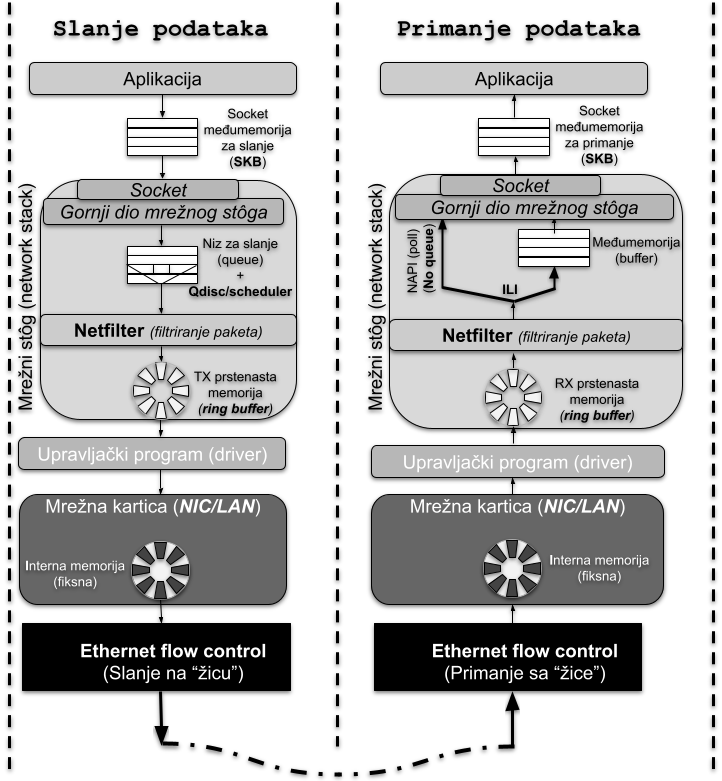 Slanje podataka
Aplikacija
Socket
međumemorija
za slanje
(SKB)
Mrežni stôg (network stack)
Socket
Gornji dio mrežnog stôga
Niz za slanje
(queue)
+
Qdisc/scheduler
Netfilter (filtriranje paketa)
TX prstenasta
memorija
(ring buffer)
Upravljački program (driver)
Mrežna kartica (NIC/LAN)
Interna memorija
(fiksna)
Ethernet flow control
(Slanje na “žicu”)
Primanje podataka
Aplikacija
Socket
međumemorija
za primanje
(SKB)
Mrežni stôg (network stack)
Socket
Gornji dio mrežnog stôga
NAPI (poll)
(No queue)
ILI
Međumemorija
(buffer)
Netfilter (filtriranje paketa)
RX prstenasta
memorija
(ring buffer)
Upravljački program (driver)
Mrežna kartica (NIC/LAN)
Interna memorija
(fiksna)
Ethernet flow control
(Primanje sa “žice”)